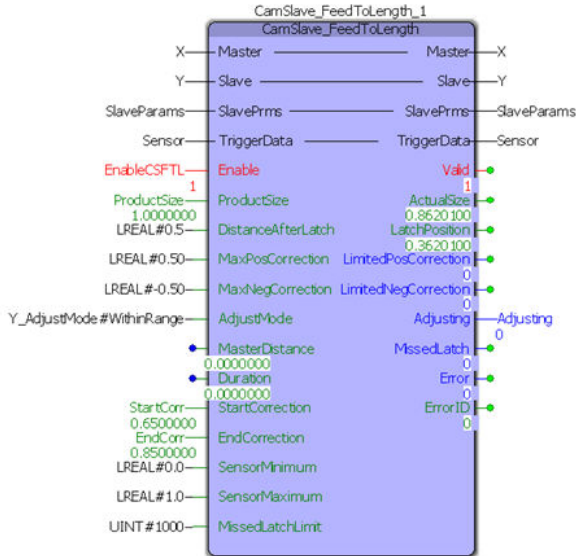 CamSlave_FeedToLength_1
CamSlave_FeedToLength
X Master Master X
Y Slave Slave Y
SlaveParams SlavePrms SlavePrms SlaveParams
Sensor TriggerData TriggerData Sensor
EnableCSFTL Enable Valid
1 1
ProductSize ProductSize ActualSize
1.0000000 0.8620100
LREAL#0.5 DistanceAfterLatch LatchPosition
0.3620100
LREAL#0.50 MaxPosCorrection LimitedPosCorrection
0
LREAL#-0.50 MaxNegCorrection LimitedNegCorrection
0
Y_AdjustMode#WithinRange AdjustMode Adjusting Adjusting
0
MasterDistance MissedLatch
0.0000000 0
Duration Error
0.0000000 0
StartCorr StartCorrection ErrorID
0.6500000 0
EndCorr EndCorrection
0.8500000
LREAL#0.0 SensorMinimum
LREAL#1.0 SensorMaximum
UINT#1000 MissedLatchLimit